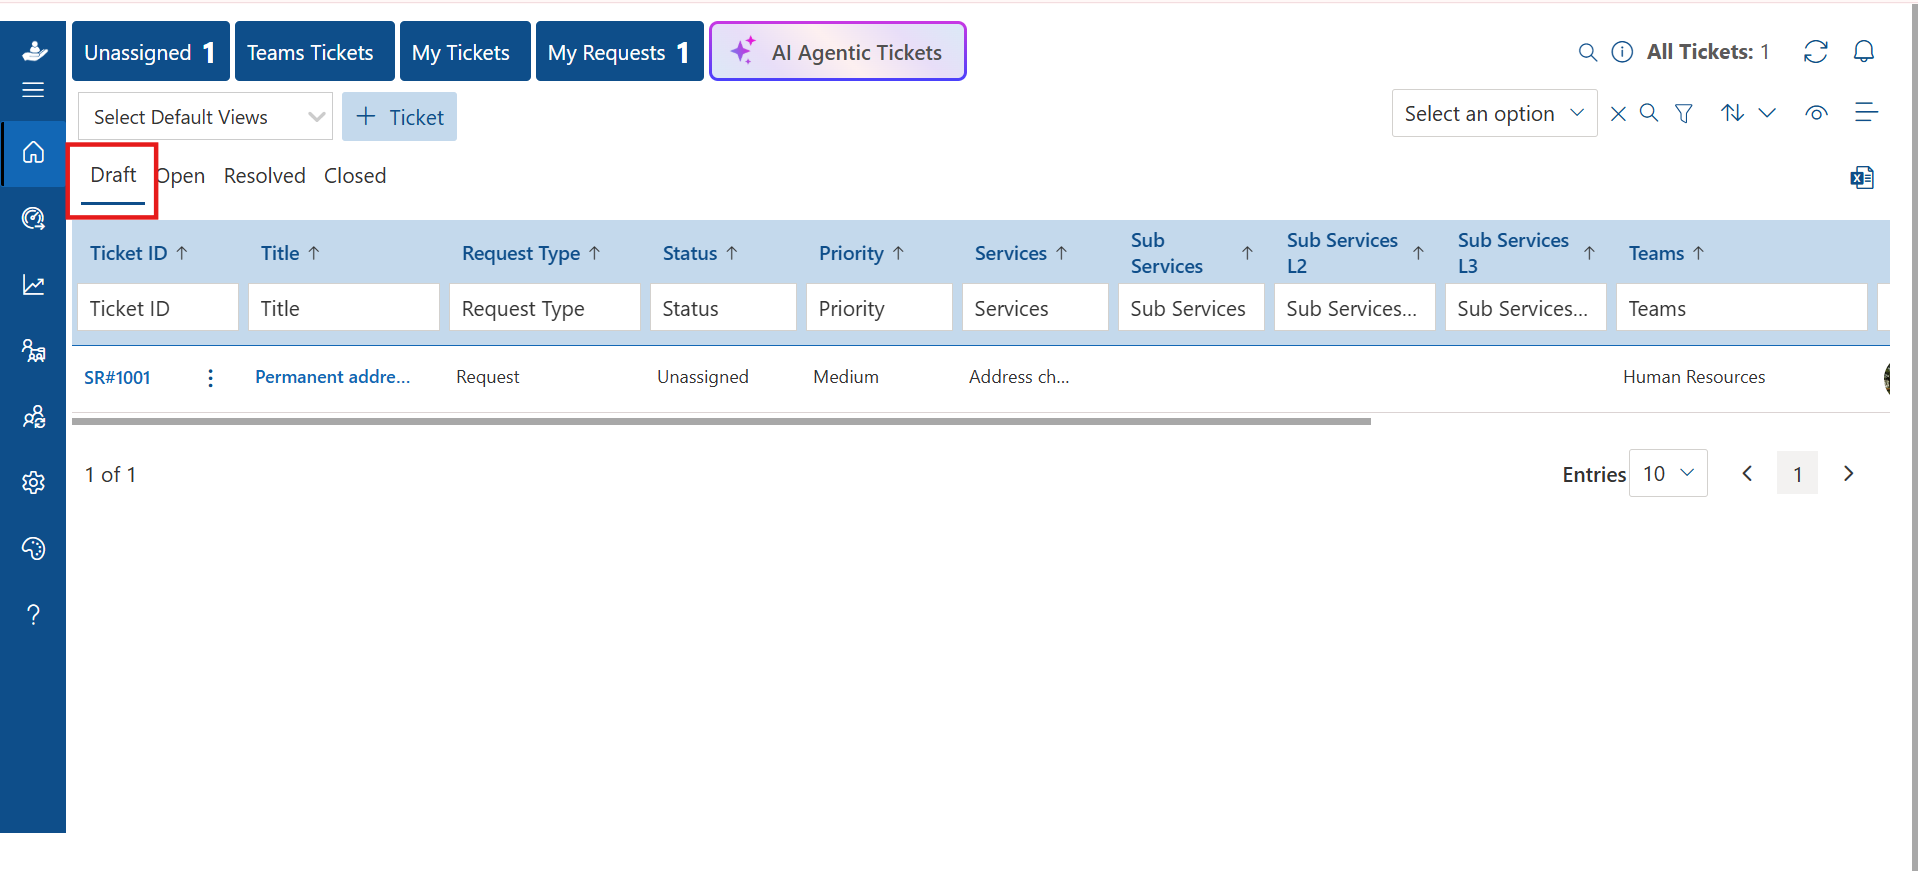 Unassigned 1 Teams Tickets My Tickets My Requests 1 AI Agentic Tickets All Tickets: 1
Select Default Views + Ticket Select an option
Draft Open Resolved Closed
Ticket ID Title Request Type Status Priority Services Sub Services Sub Services L2 Sub Services L3 Teams
Ticket ID Title Request Type Status Priority Services Sub Services Sub Services... Sub Services... Teams
SR#1001 Permanent addre... Request Unassigned Medium Address ch... Human Resources
1 of 1 Entries 10 1